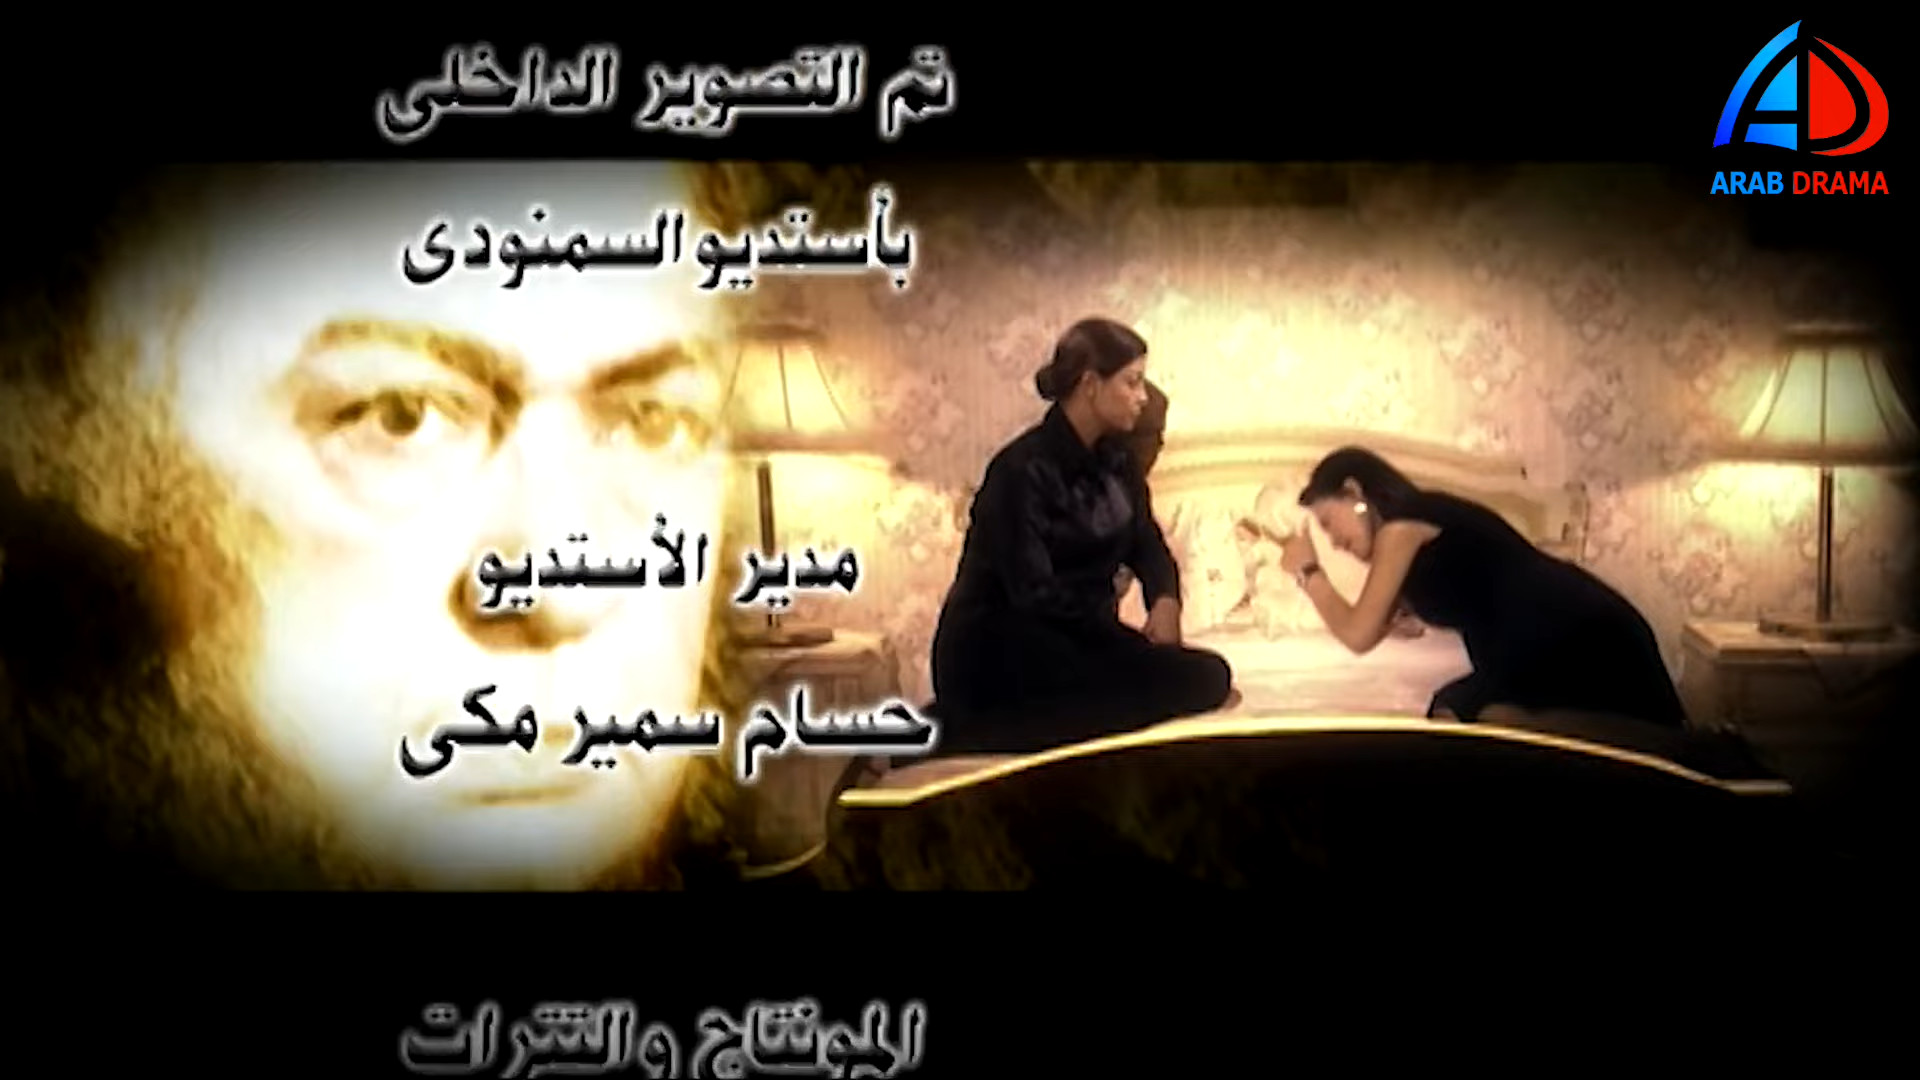 تم التصوير الداخلى
بأستديو السمنودى
مدير الأستديو
حسام سمير مكى
المونتاج والتترات
ARAB DRAMA